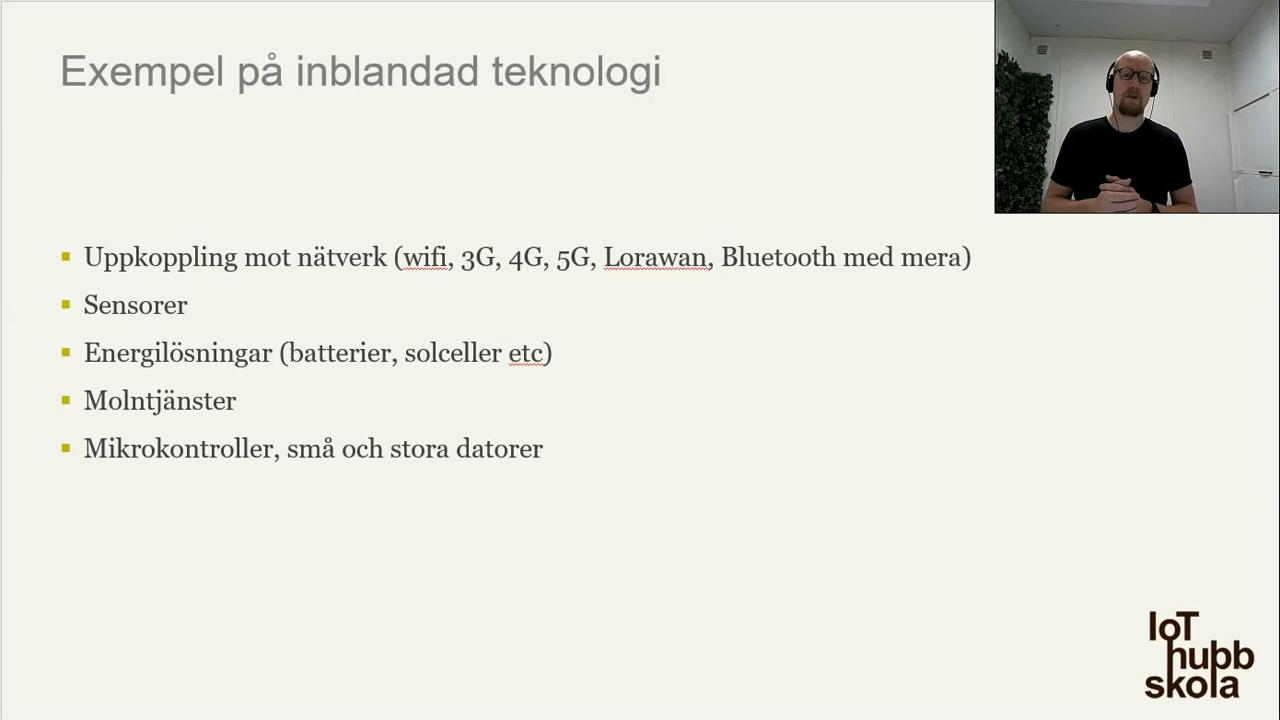 Exempel på inblandad teknologi
Uppkoppling mot nätverk (wifi, 3G, 4G, 5G, Lorawan, Bluetooth med mera)
Sensorer
Energilösningar (batterier, solceller etc)
Molntjänster
Mikrokontroller, små och stora datorer
IoT
hubb
skola